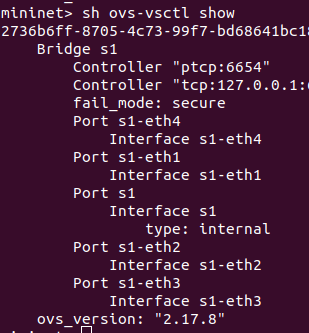 mininet> sh ovs-vsctl show
2736b6ff-8705-4c73-99f7-bd68641bc18
Bridge s1
Controller "ptcp:6654"
Controller "tcp:127.0.0.1:6
fail_mode: secure
Port s1-eth4
Interface s1-eth4
Port s1-eth1
Interface s1-eth1
Port s1
Interface s1
type: internal
Port s1-eth2
Interface s1-eth2
Port s1-eth3
Interface s1-eth3
ovs_version: "2.17.8"